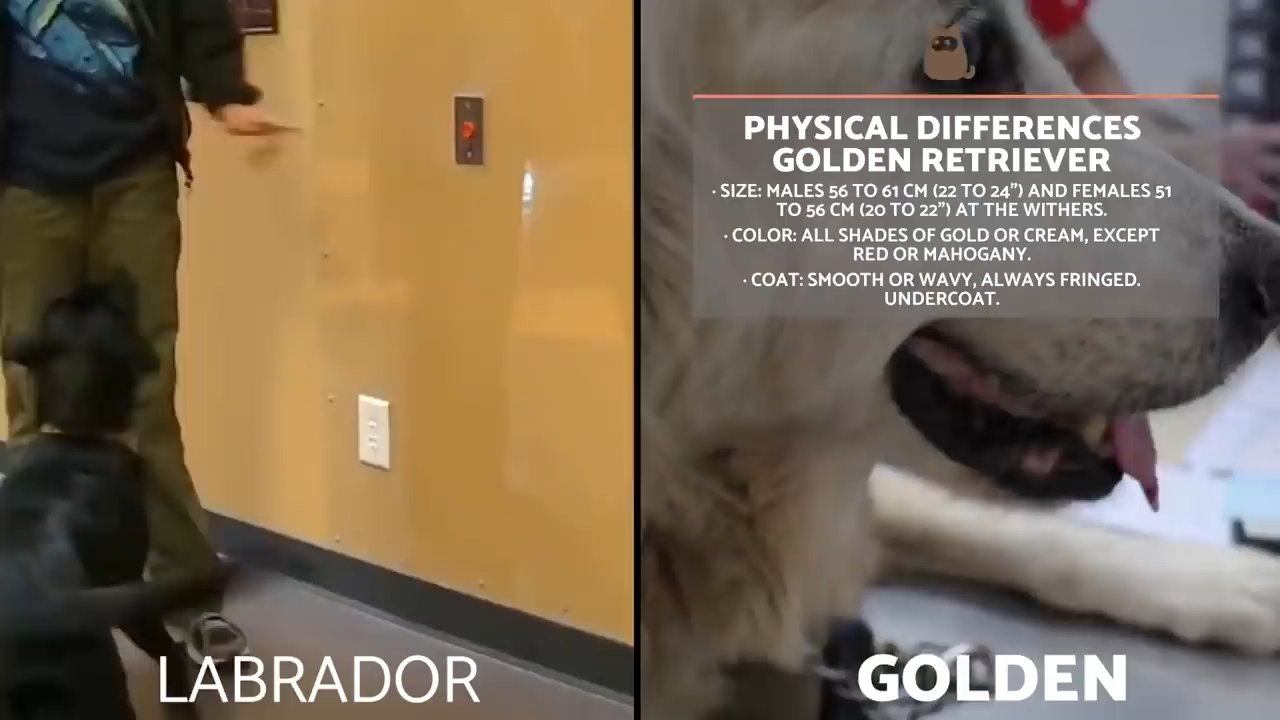 PHYSICAL DIFFERENCES
GOLDEN RETRIEVER
· SIZE: MALES 56 TO 61 CM (22 TO 24”) AND FEMALES 51
TO 56 CM (20 TO 22”) AT THE WITHERS.
· COLOR: ALL SHADES OF GOLD OR CREAM, EXCEPT
RED OR MAHOGANY.
· COAT: SMOOTH OR WAVY, ALWAYS FRINGED.
UNDERCOAT.
LABRADOR
GOLDEN